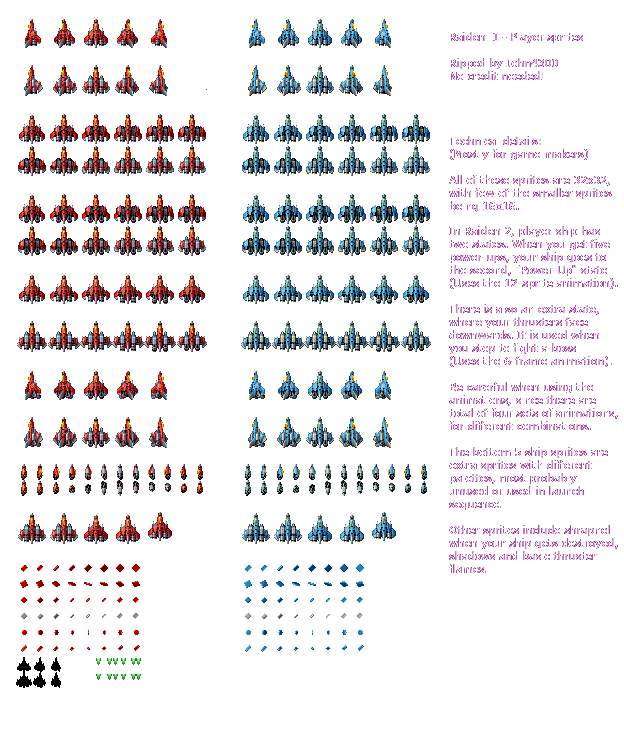 Raiden II - Player sprites
Ripped by
No credit needed!
Technical details:
(Mostly for game makers)
All of these sprites are 32x32,
with few of the smaller sprites
being 16x16.
In Raiden 2, player ship has
two states. When you get five
power ups, your ship goes to
the second, "Power-Up" state
(Uses the 12 sprite animation).
There is also an extra state,
where your thrusters face
downwards. It is used when
you stop to fight a boss
(Uses the 6 frame animation).
Be careful when using the
animations, since there are
total of four sets of animations,
for different combinations.
The bottom 5 ship sprites are
extra sprites with different
palettes, most probably
unused or used in launch
sequence.
Other sprites include shrapnel
when your ship gets destroyed,
shadows and base thruster
flames.